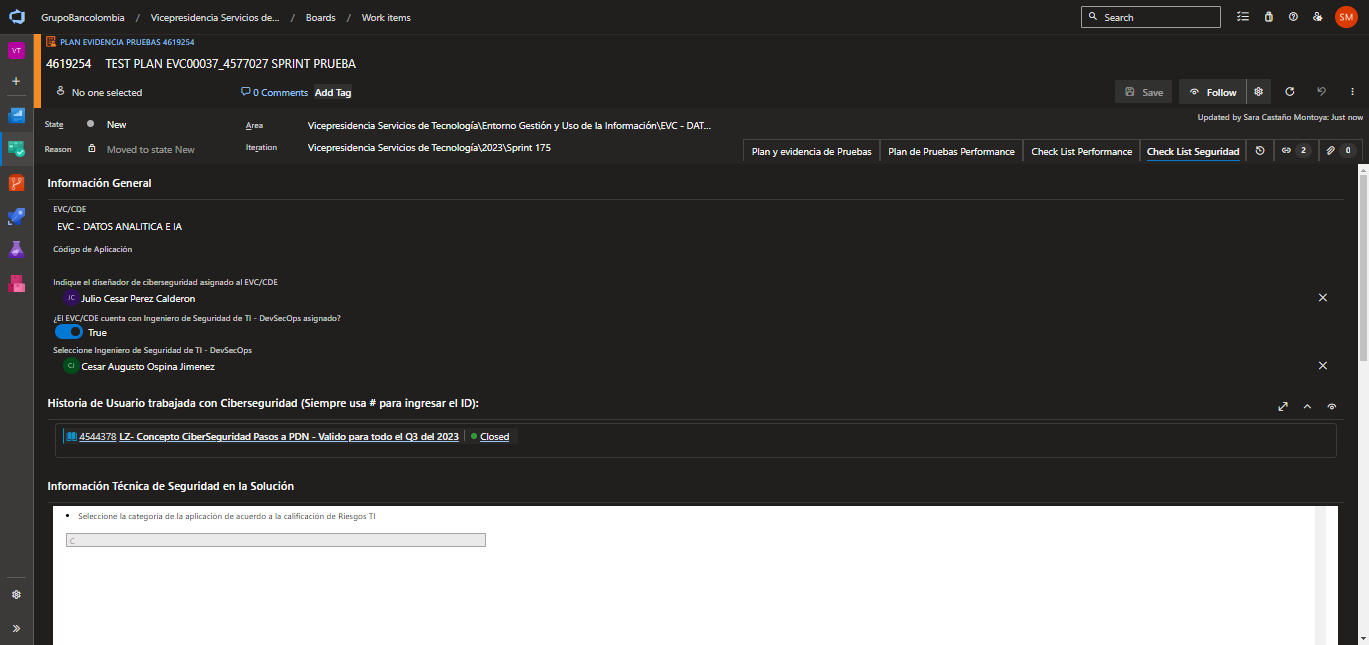 GrupoBancolombia / Vicepresidencia Servicios de... / Boards / Work items
Search
SM
VT
PLAN EVIDENCIA PRUEBAS 4619254
4619254 TEST PLAN EVC00037_4577027 SPRINT PRUEBA
No one selected
0 Comments
Add Tag
Save
Follow
Updated by Sara Castaño Montoya: Just now
State New
Area Vicepresidencia Servicios de Tecnología\Entorno Gestión y Uso de la Información\EVC - DAT...
Reason Moved to state New
Iteration Vicepresidencia Servicios de Tecnología\2023\Sprint 175
Plan y evidencia de Pruebas
Plan de Pruebas Performance
Check List Performance
Check List Seguridad
2
0
Información General
EVC/CDE
EVC - DATOS ANALITICA E IA
Código de Aplicación
Indique el diseñador de ciberseguridad asignado al EVC/CDE
JC Julio Cesar Perez Calderon
¿El EVC/CDE cuenta con Ingeniero de Seguridad de TI - DevSecOps asignado?
True
Seleccione Ingeniero de Seguridad de TI - DevSecOps
CJ Cesar Augusto Ospina Jimenez
Historia de Usuario trabajada con Ciberseguridad (Siempre usa # para ingresar el ID):
4544378 LZ- Concepto CiberSeguridad Pasos a PDN - Valido para todo el Q3 del 2023 Closed
Información Técnica de Seguridad en la Solución
• Seleccione la categoría de la aplicación de acuerdo a la calificación de Riesgos TI
C